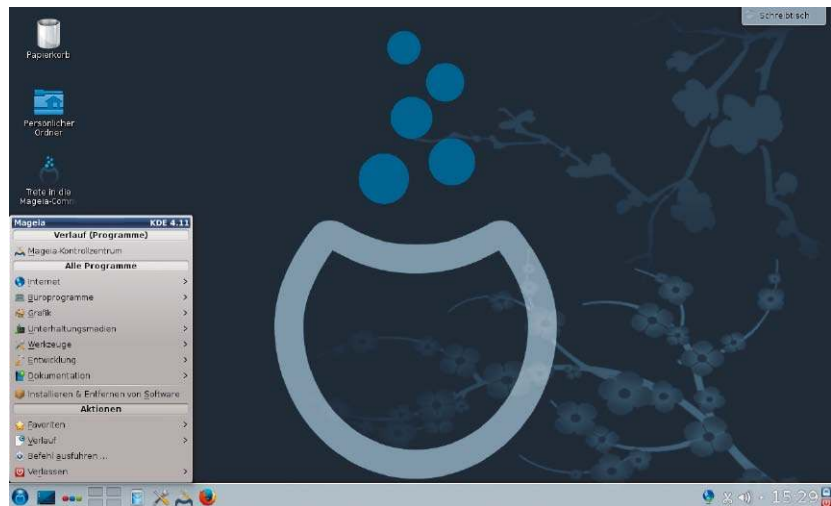 Schreibtisch
Papierkorb
Persönlicher
Ordner
Trete in die
Mageia-Comm
Mageia KDE 4.11
Verlauf (Programme)
Mageia-Kontrollzentrum
Alle Programme
Internet
Büroprogramme
Grafik
Unterhaltungsmedien
Werkzeuge
Entwicklung
Dokumentation
Installieren & Entfernen von Software
Aktionen
Favoriten
Verlauf
Befehl ausführen ...
Verlassen
15:29